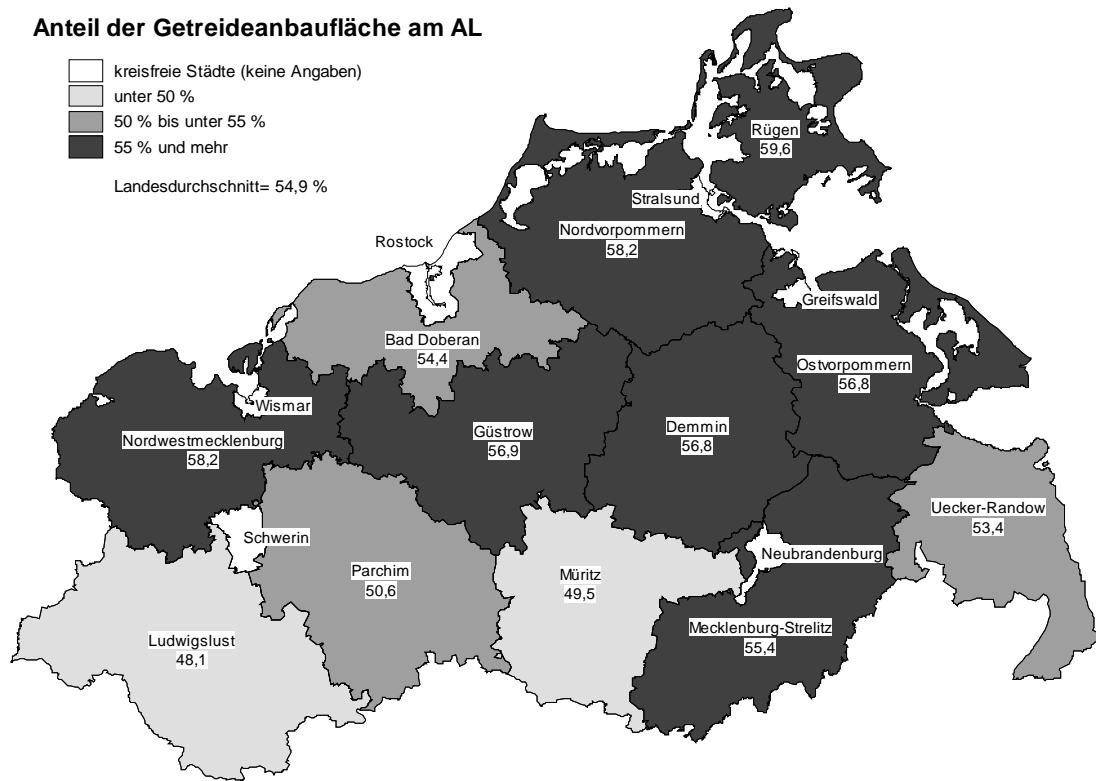 Anteil der Getreideanbaufläche am AL
kreisfreie Städte (keine Angaben)
unter 50 %
50 % bis unter 55 %
55 % und mehr
Landesdurchschnitt= 54,9 %
Rügen
59,6
Stralsund
Nordvorpommern
58,2
Rostock
Greifswald
Bad Doberan
54,4
Ostvorpommern
56,8
Wismar
Nordwestmecklenburg
58,2
Güstrow
56,9
Demmin
56,8
Uecker-Randow
53,4
Schwerin
Neubrandenburg
Parchim
50,6
Müritz
49,5
Mecklenburg-Strelitz
55,4
Ludwigslust
48,1